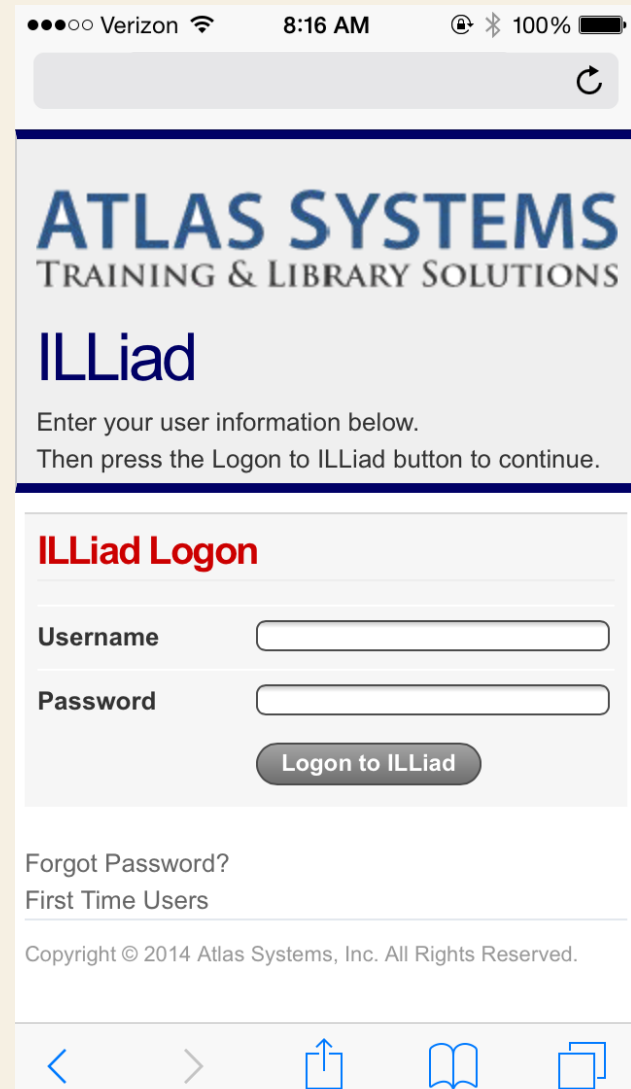 Verizon 8:16 AM 100%
ATLAS SYSTEMS
TRAINING & LIBRARY SOLUTIONS
ILLiad
Enter your user information below.
Then press the Logon to ILLiad button to continue.
ILLiad Logon
Username
Password
Logon to ILLiad
Forgot Password?
First Time Users
Copyright © 2014 Atlas Systems, Inc. All Rights Reserved.